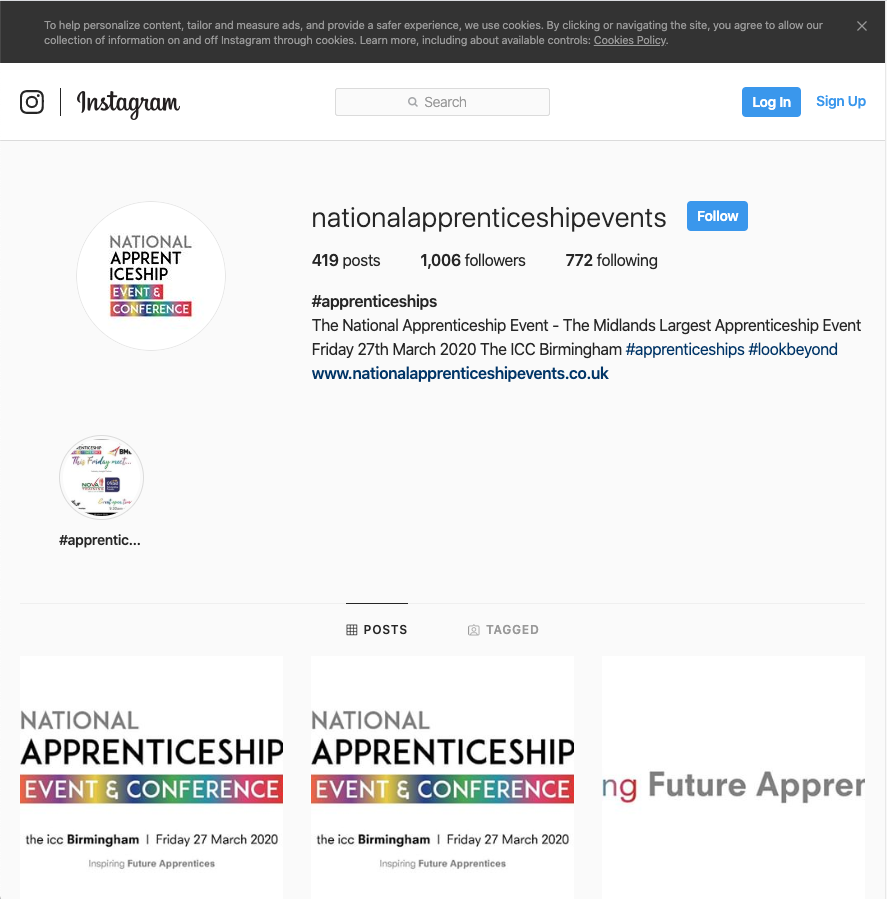 To help personalize content, tailor and measure ads, and provide a safer experience, we use cookies. By clicking or navigating the site, you agree to allow our
collection of information on and off Instagram through cookies. Learn more, including about available controls: Cookies Policy.
Instagram
Search
Log In
Sign Up
nationalapprenticeshipevents
Follow
NATIONAL
APPRENT
ICESHIP
EVENT &
CONFERENCE
419 posts
1,006 followers
772 following
#apprenticeships
The National Apprenticeship Event - The Midlands Largest Apprenticeship Event
Friday 27th March 2020 The ICC Birmingham #apprenticeships #lookbeyond
www.nationalapprenticeshipevents.co.uk
This Friday meet...
NOVA
#apprentic...
POSTS
TAGGED
NATIONAL
APPRENTICESHIP
EVENT & CONFERENCE
the icc Birmingham | Friday 27 March 2020
Inspiring Future Apprentices
NATIONAL
APPRENTICESHIP
EVENT & CONFERENCE
the icc Birmingham | Friday 27 March 2020
Inspiring Future Apprentices
ng Future Appren